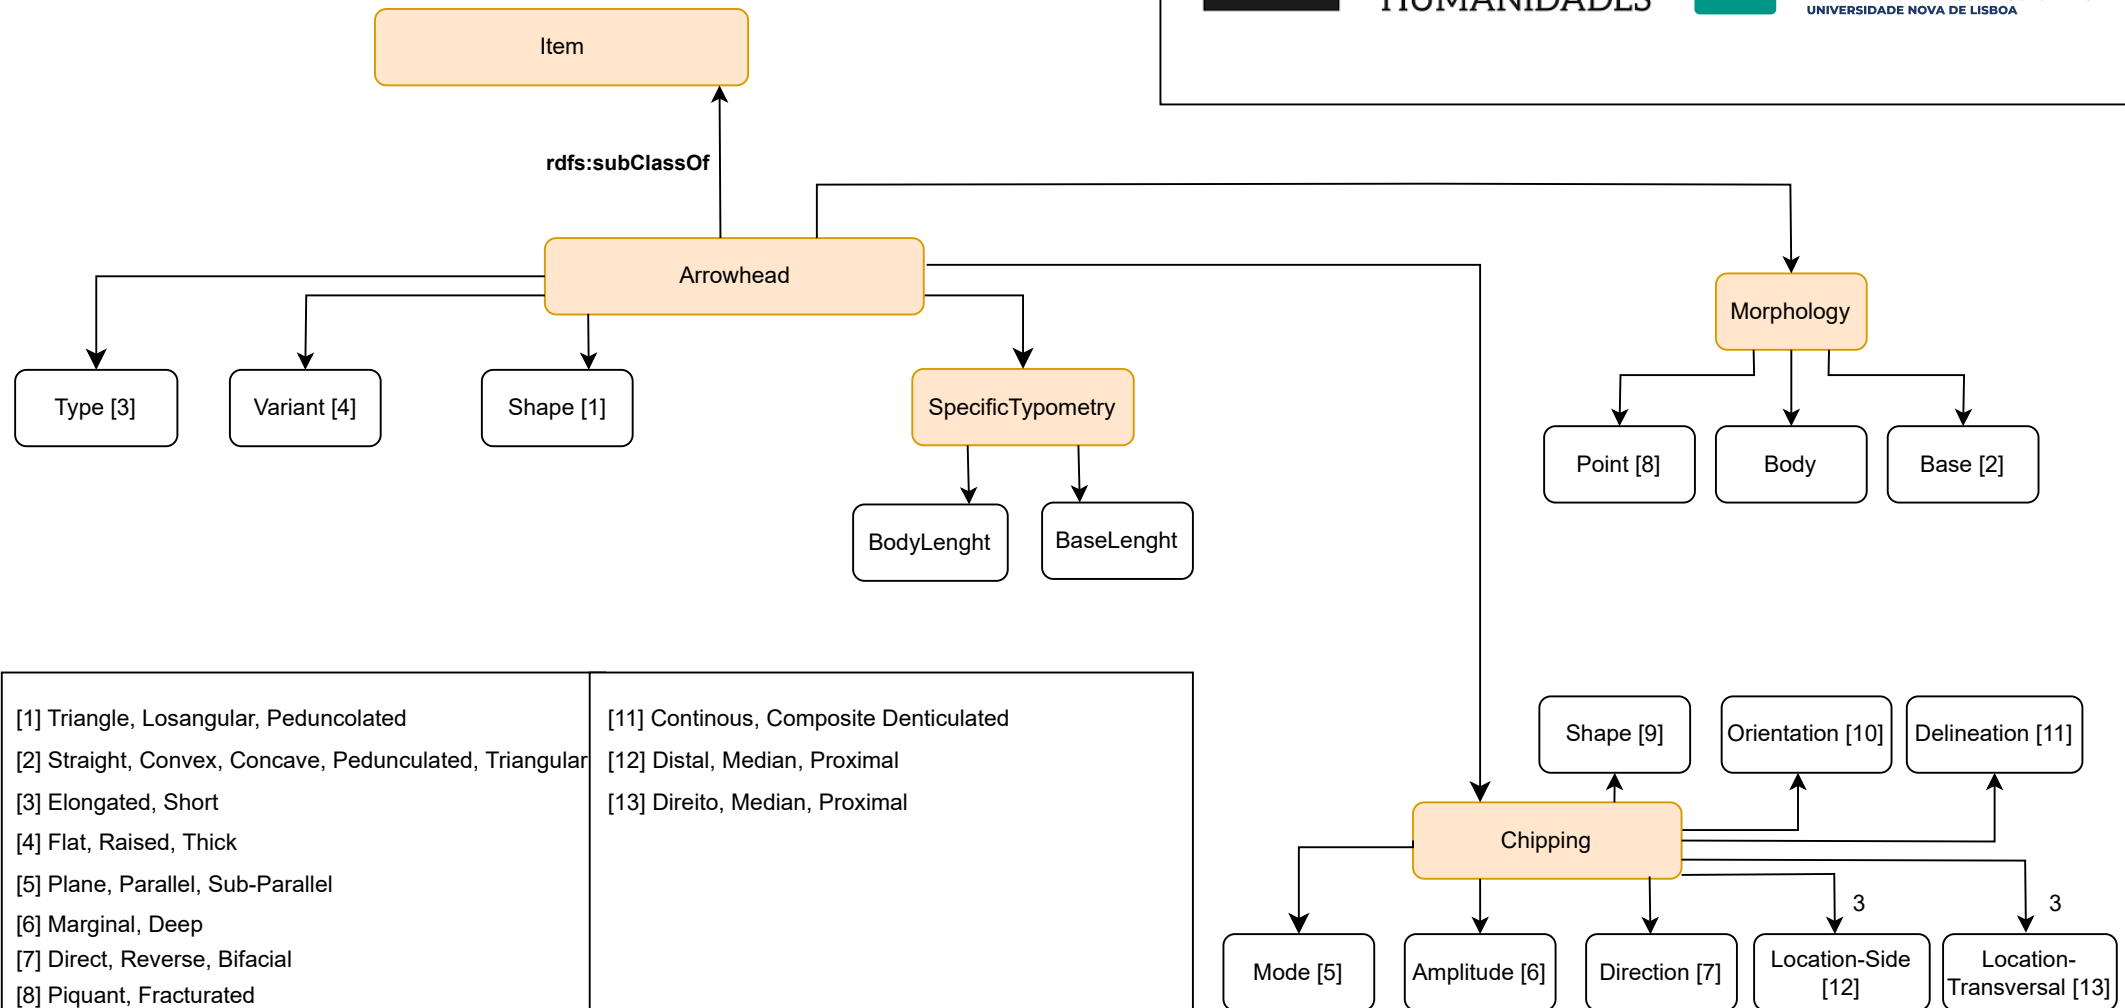 HUMANIDADES
UNIVERSIDADE NOVA DE LISBOA
Item
rdfs:subClassOf
Arrowhead
Morphology
Type [3]
Variant [4]
Shape [1]
SpecificTypometry
Point [8]
Body
Base [2]
BodyLenght
BaseLenght
[1] Triangle, Losangular, Peduncolated
[2] Straight, Convex, Concave, Pedunculated, Triangular
[3] Elongated, Short
[4] Flat, Raised, Thick
[5] Plane, Parallel, Sub-Parallel
[6] Marginal, Deep
[7] Direct, Reverse, Bifacial
[8] Piquant, Fracturated
[11] Continous, Composite Denticulated
[12] Distal, Median, Proximal
[13] Direito, Median, Proximal
Shape [9]
Orientation [10]
Delineation [11]
Chipping
3
3
Mode [5]
Amplitude [6]
Direction [7]
Location-Side
[12]
Location-
Transversal [13]